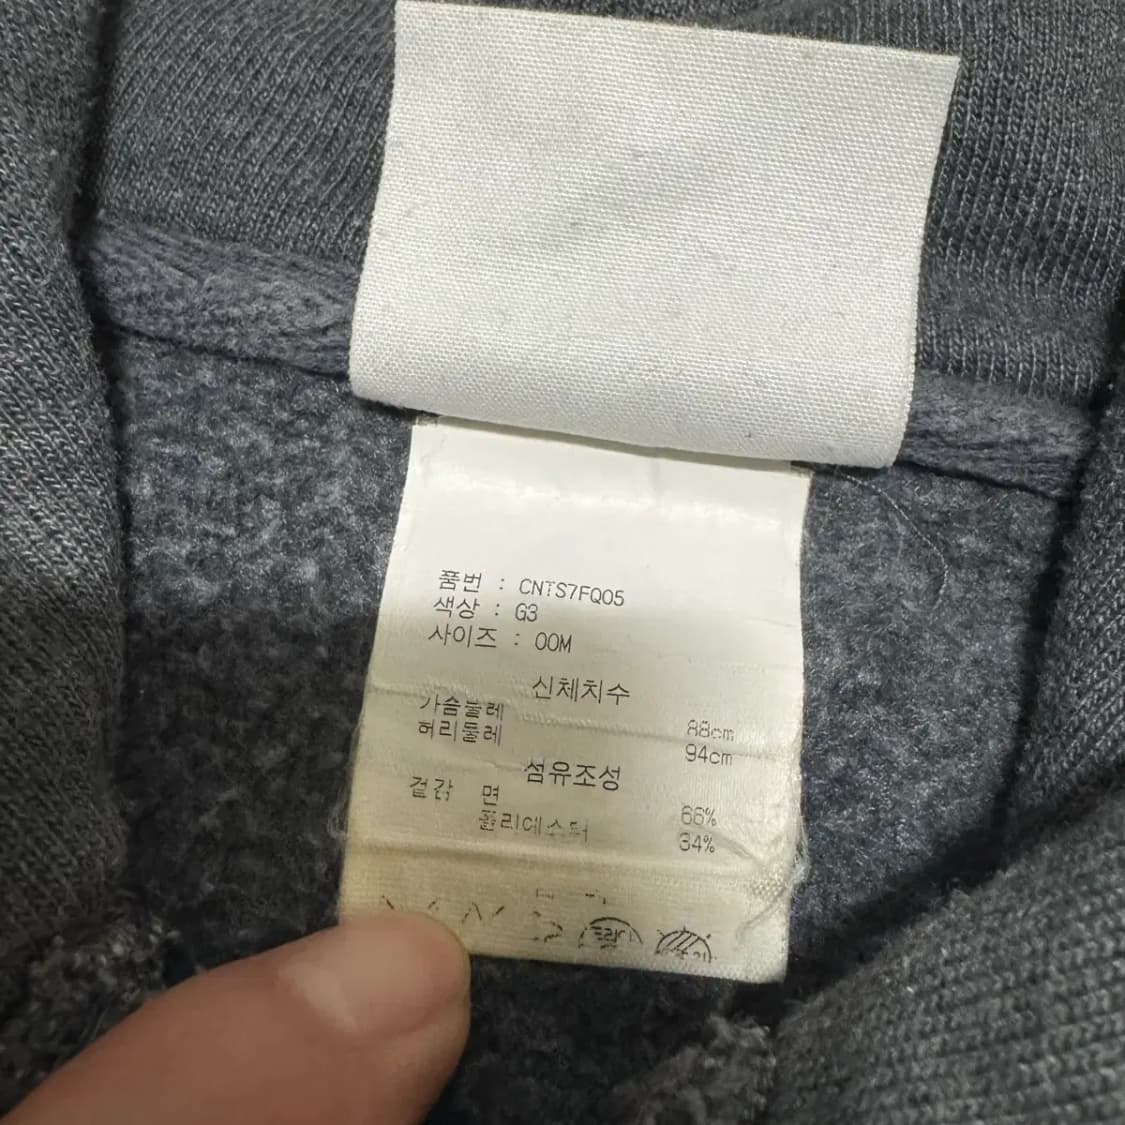 품번 : CNTS7FQ05
색상 : G3
사이즈 : 00M
신체치수
가슴둘레 88cm
허리둘레 94cm
섬유조성
겉감 면 66%
폴리에스터 34%